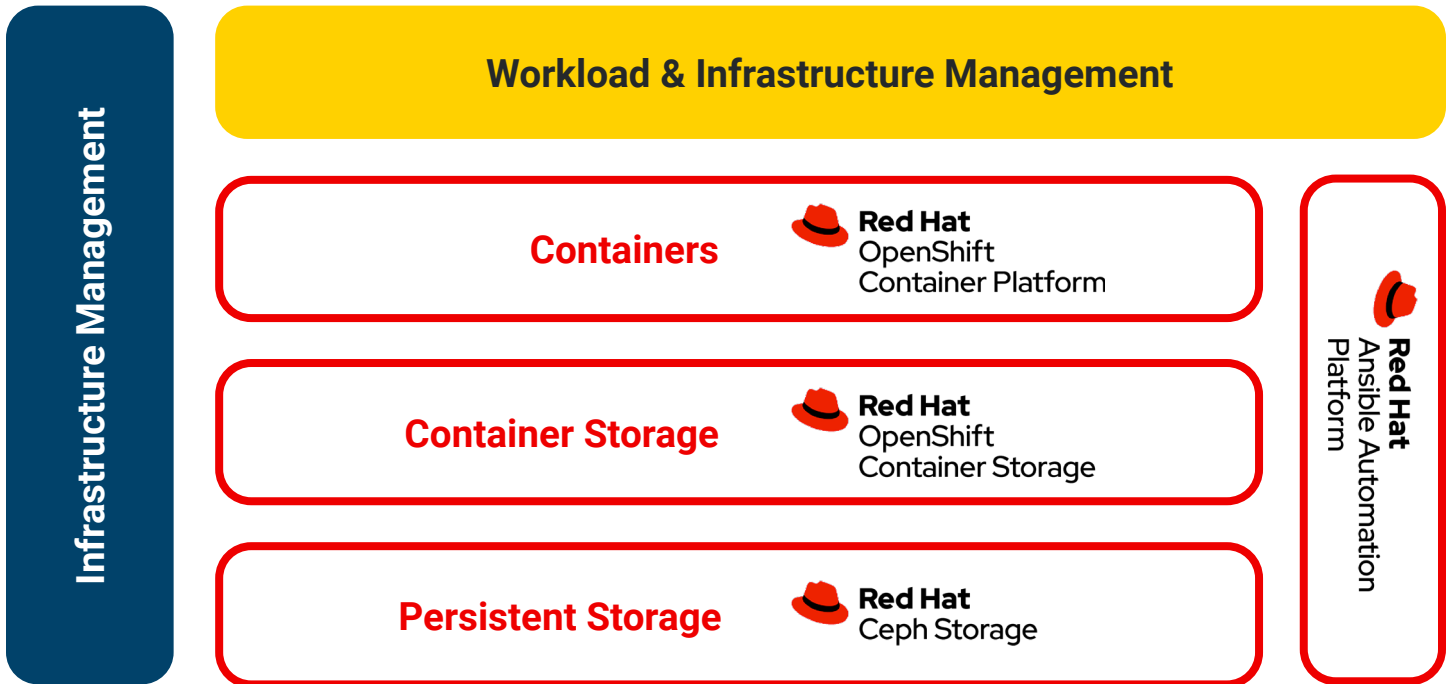 Infrastructure Management
Workload & Infrastructure Management
Containers
Red Hat
OpenShift
Container Platform
Container Storage
Red Hat
OpenShift
Container Storage
Persistent Storage
Red Hat
Ceph Storage
Red Hat
Ansible Automation
Platform